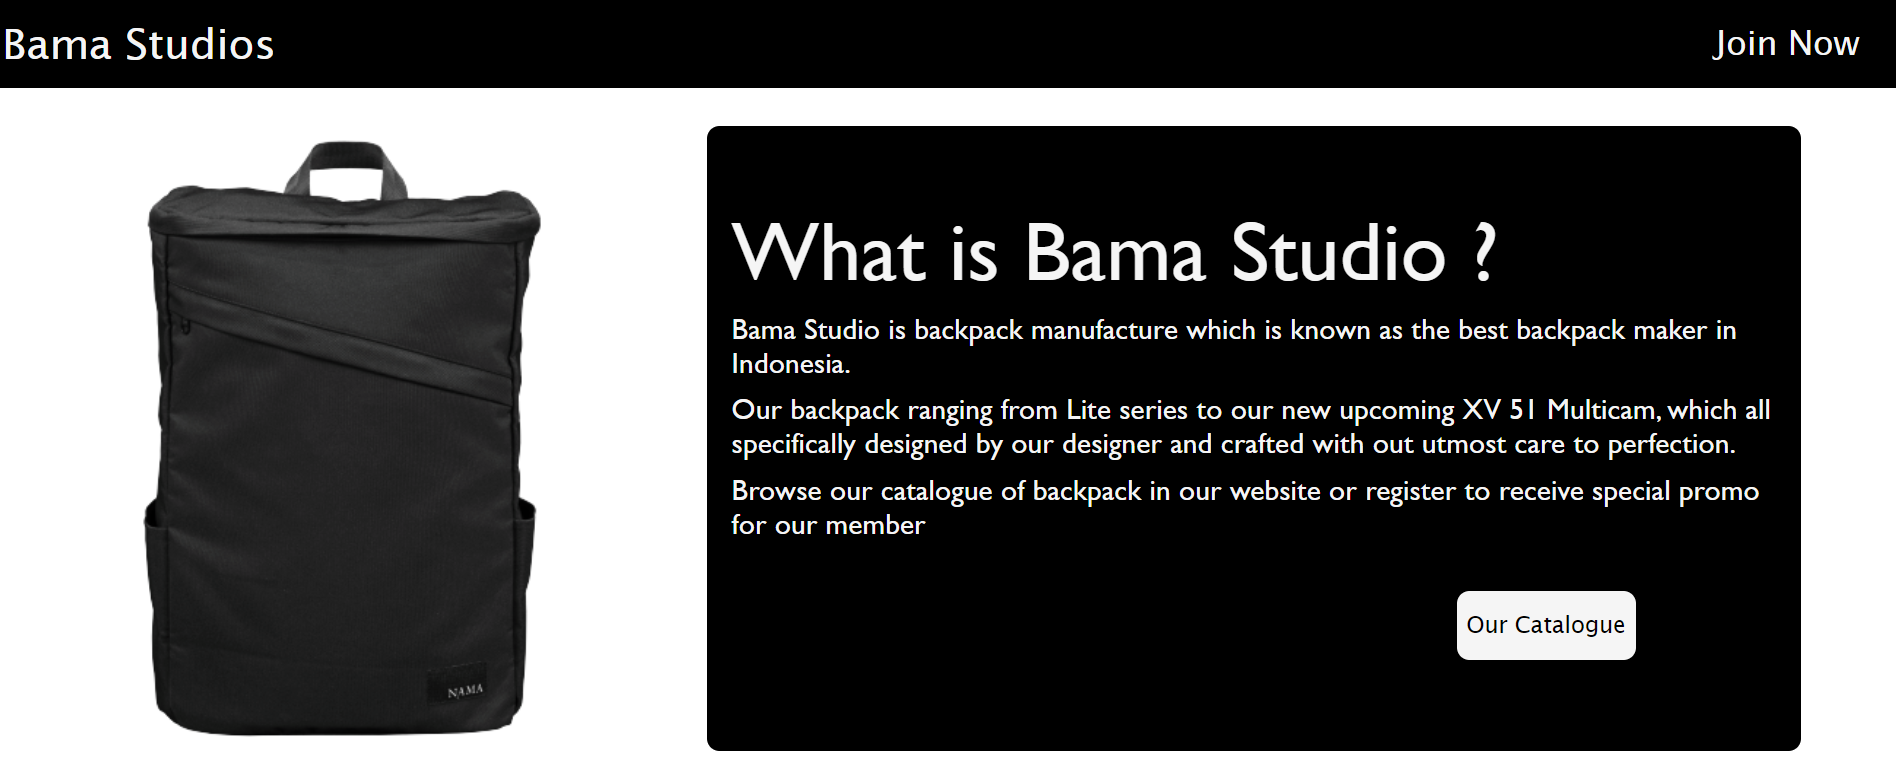 Bama Studios
Join Now
What is Bama Studio ?
Bama Studio is backpack manufacture which is known as the best backpack maker in
Indonesia.
Our backpack ranging from Lite series to our new upcoming XV 51 Multicam, which all
specifically designed by our designer and crafted with out utmost care to perfection.
Browse our catalogue of backpack in our website or register to receive special promo
for our member
Our Catalogue
NAMA